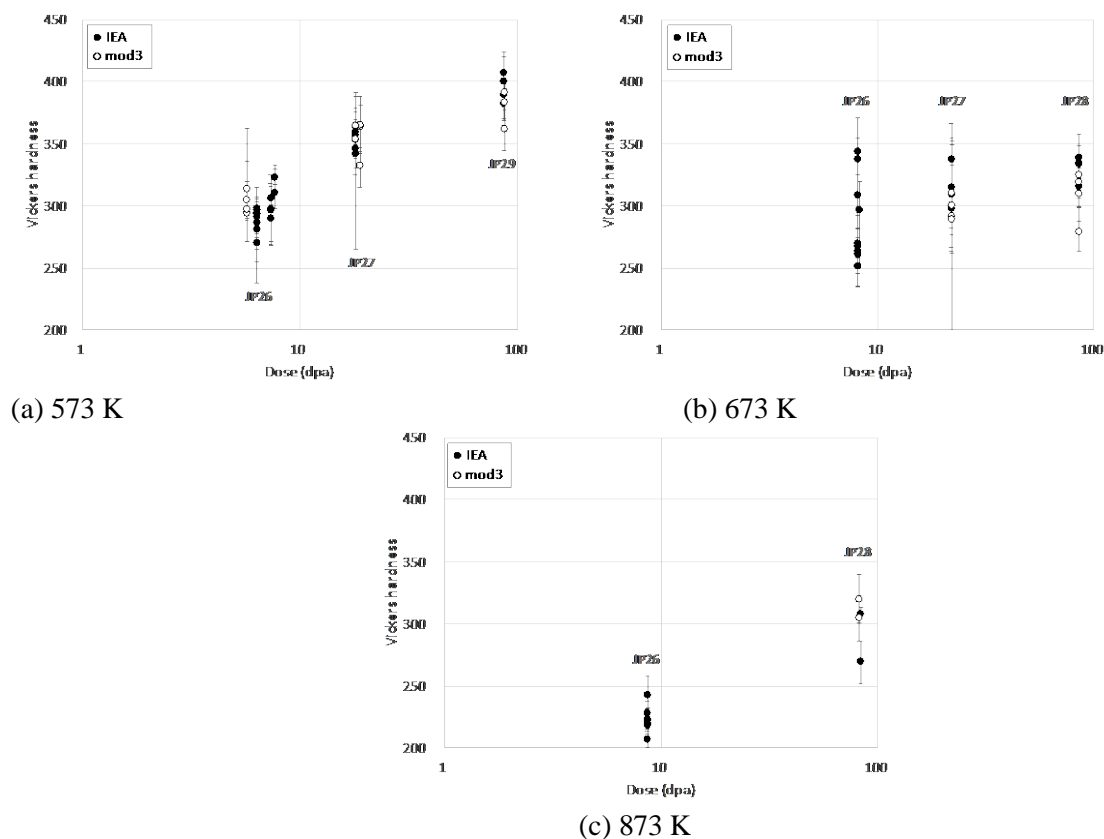 450
400
350
300
250
200
Vickers hardness
IEA
mod3
JP26
JP27
JP29
1
10
100
Dose (dpa)
(a) 573 K
450
400
350
300
250
200
Vickers hardness
IEA
mod3
JP26
JP27
JP28
1
10
100
Dose (dpa)
(b) 673 K
450
400
350
300
250
200
Vickers hardness
IEA
mod3
JP26
JP28
1
10
100
Dose (dpa)
(c) 873 K